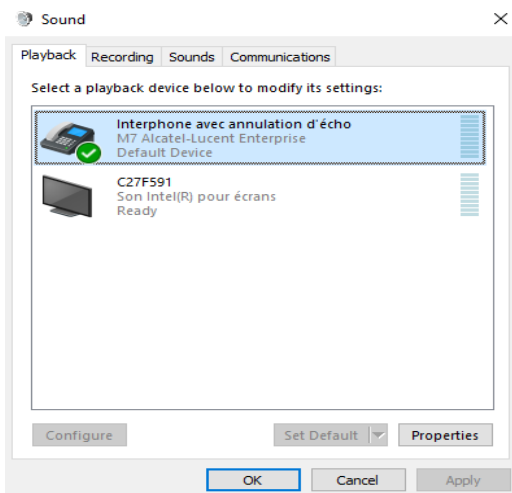 Sound
Playback Recording Sounds Communications
Select a playback device below to modify its settings:
Interphone avec annulation d'écho
M7 Alcatel-Lucent Enterprise
Default Device
C27F591
Son Intel(R) pour écrans
Ready
Configure Set Default Properties
OK Cancel Apply